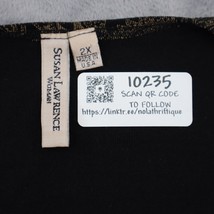 SUSAN LAWRENCE
WOMAN
2X
MADE IN
U.S.A.
10235
SCAN QR CODE
TO FOLLOW
https://linktr.ee/nolathriftique